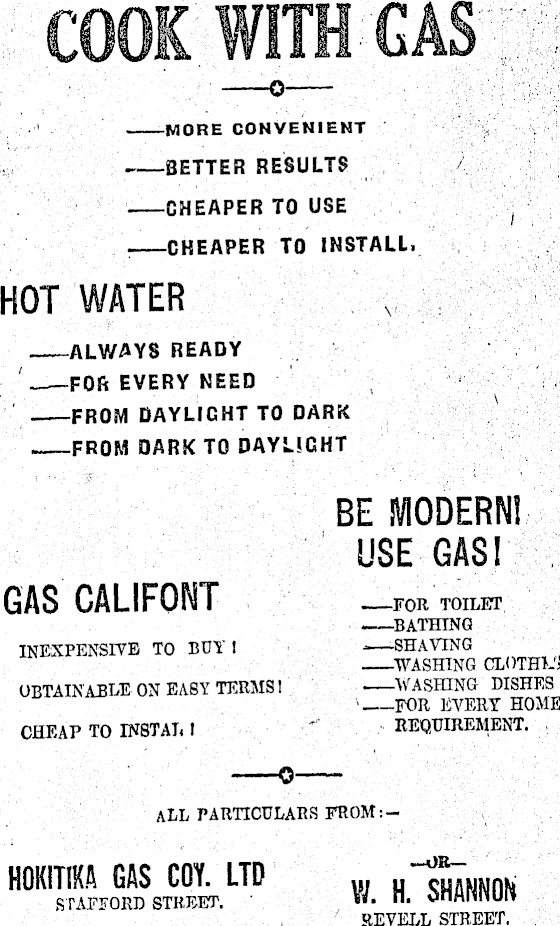 COOK WITH GAS
—MORE CONVENIENT
—BETTER RESULTS
—CHEAPER TO USE
—CHEAPER TO INSTALL.
HOT WATER
—ALWAYS READY
—FOR EVERY NEED
—FROM DAYLIGHT TO DARK
—FROM DARK TO DAYLIGHT
BE MODERN!
USE GAS!
—FOR TOILET
—BATHING
—SHAVING
—WASHING CLOTHES
—WASHING DISHES
—FOR EVERY HOME
REQUIREMENT.
GAS CALIFONT
INEXPENSIVE TO BUY!
OBTAINABLE ON EASY TERMS!
CHEAP TO INSTAL!
ALL PARTICULARS FROM:—
HOKITIKA GAS COY. LTD
STAFFORD STREET.
—OR—
W. H. SHANNON
REVELL STREET.